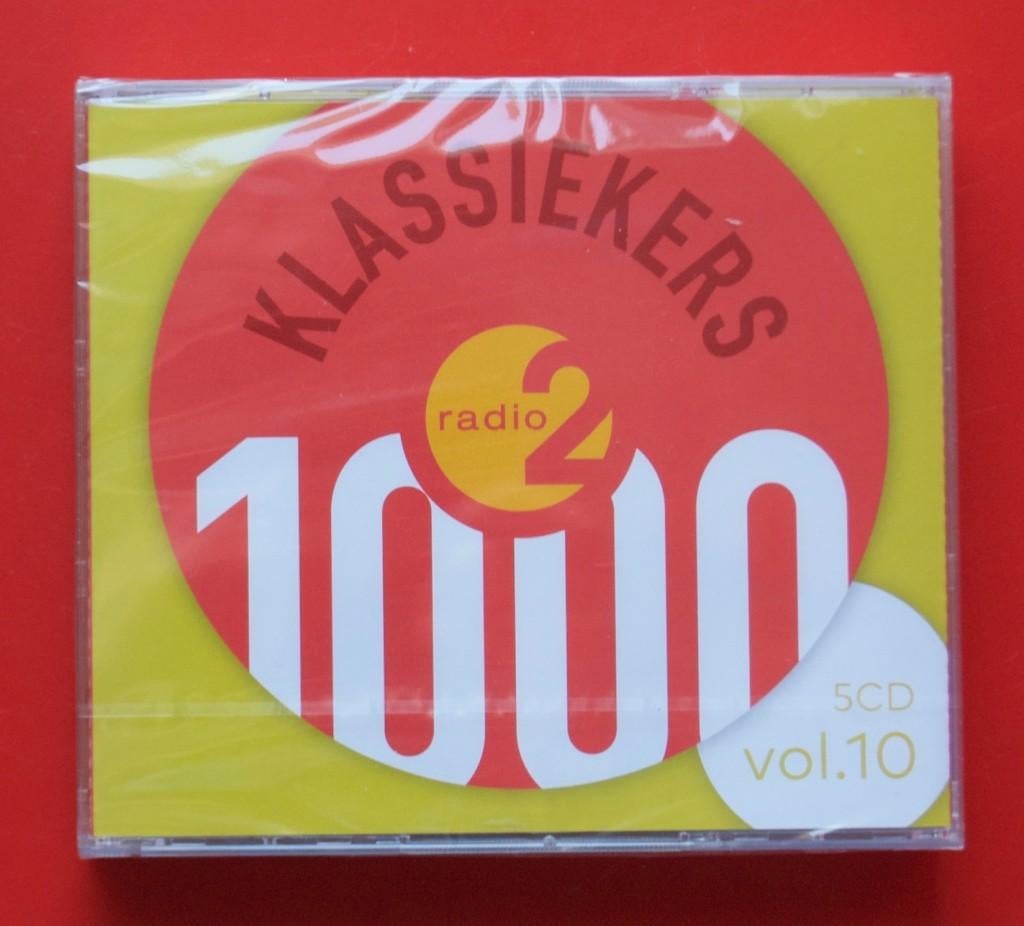 KLASSIEKERS
radio 2
1000
5CD
vol.10